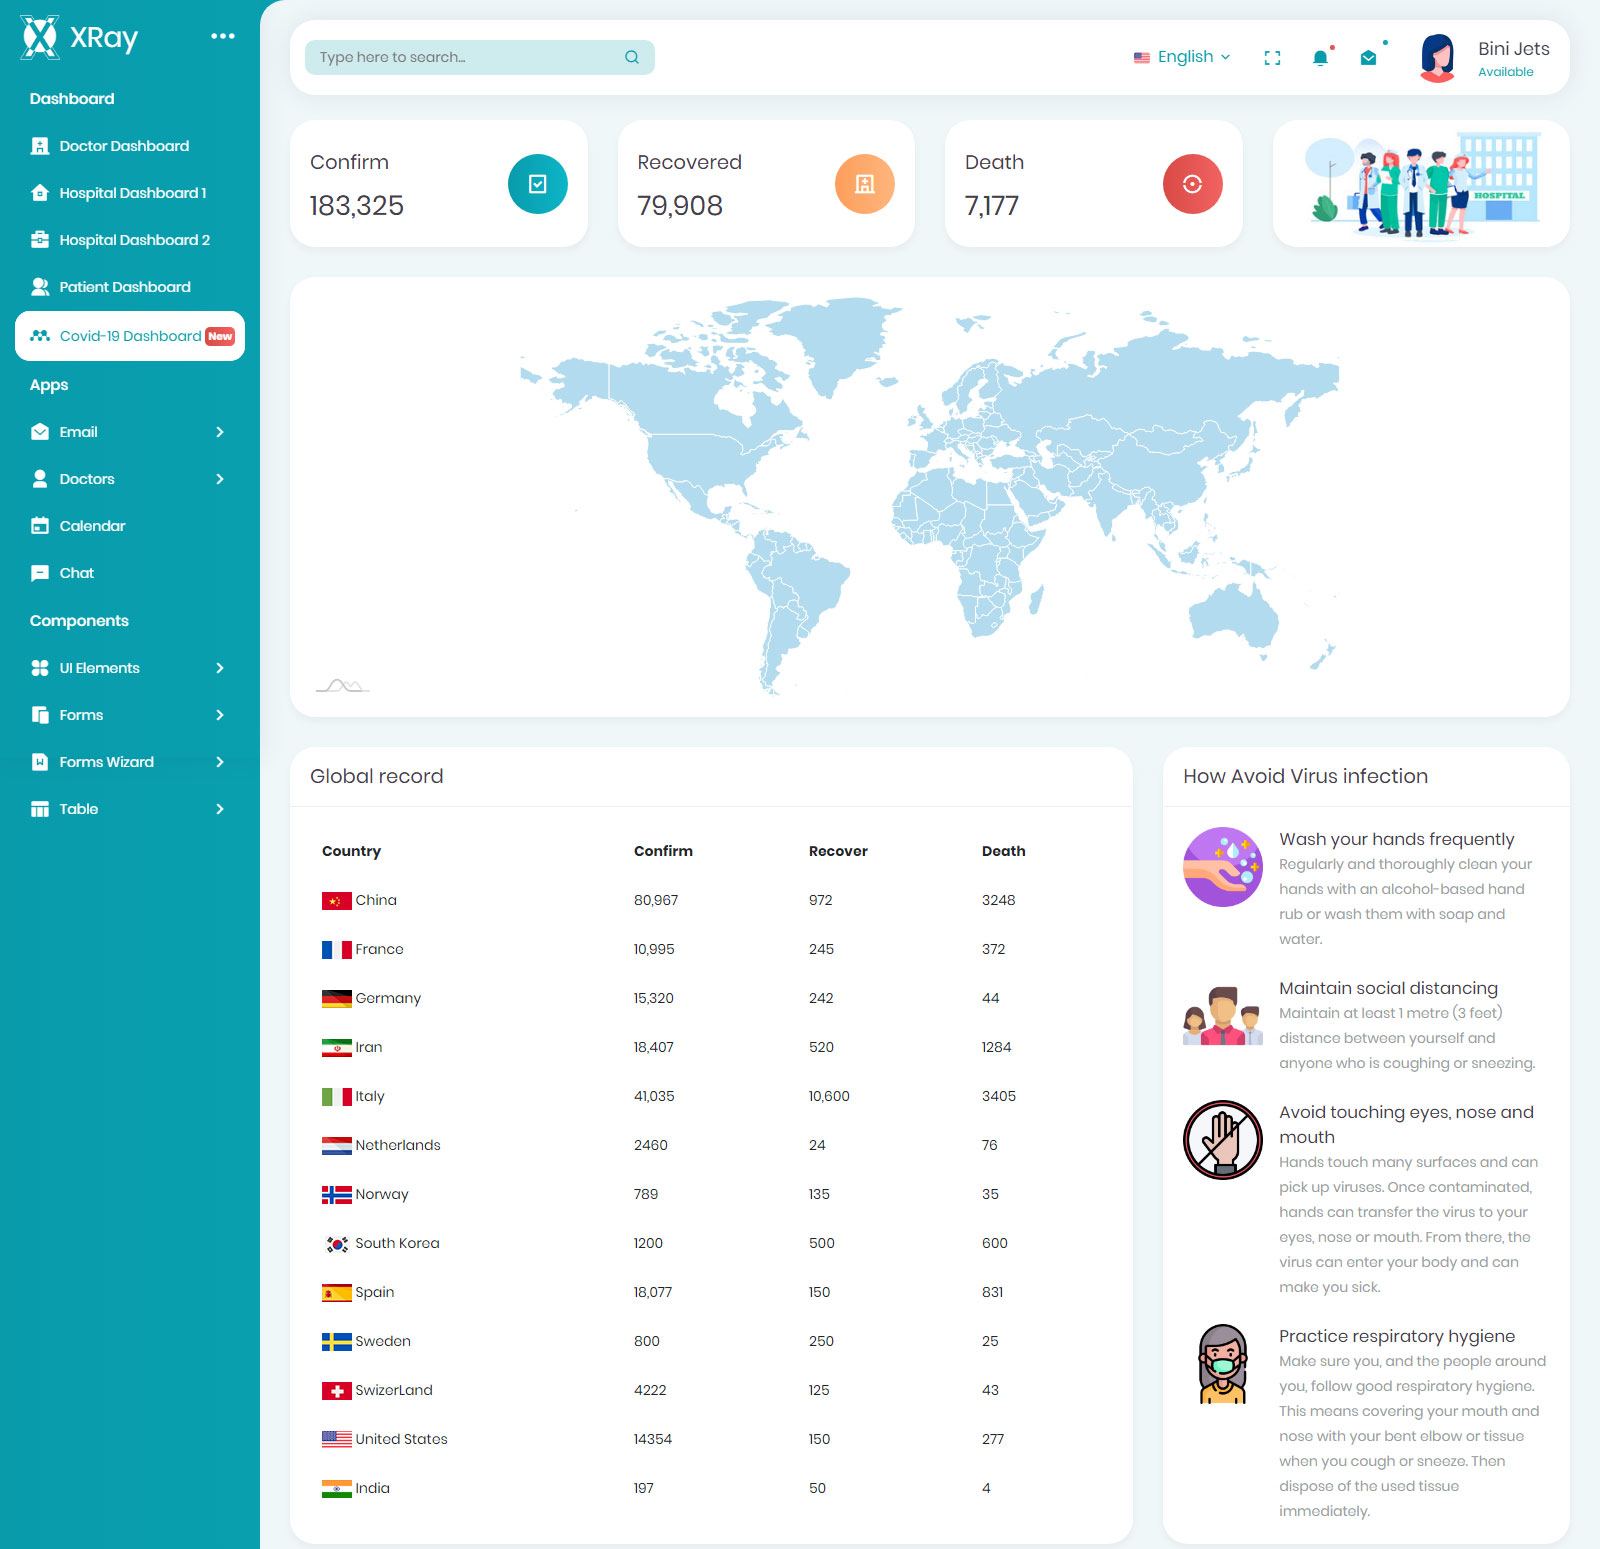 XRay
Dashboard
Doctor Dashboard
Hospital Dashboard 1
Hospital Dashboard 2
Patient Dashboard
Covid-19 Dashboard New
Apps
Email
Doctors
Calendar
Chat
Components
UI Elements
Forms
Forms Wizard
Table
Type here to search...
English
Bini Jets
Available
Confirm
183,325
Recovered
79,908
Death
7,177
HOSPITAL
Global record
Country Confirm Recover Death
China 80,967 972 3248
France 10,995 245 372
Germany 15,320 242 44
Iran 18,407 520 1284
Italy 41,035 10,600 3405
Netherlands 2460 24 76
Norway 789 135 35
South Korea 1200 500 600
Spain 18,077 150 831
Sweden 800 250 25
SwizerLand 4222 125 43
United States 14354 150 277
India 197 50 4
How Avoid Virus infection
Wash your hands frequently
Regularly and thoroughly clean your
hands with an alcohol-based hand
rub or wash them with soap and
water.
Maintain social distancing
Maintain at least 1 metre (3 feet)
distance between yourself and
anyone who is coughing or sneezing.
Avoid touching eyes, nose and
mouth
Hands touch many surfaces and can
pick up viruses. Once contaminated,
hands can transfer the virus to your
eyes, nose or mouth. From there, the
virus can enter your body and can
make you sick.
Practice respiratory hygiene
Make sure you, and the people around
you, follow good respiratory hygiene.
This means covering your mouth and
nose with your bent elbow or tissue
when you cough or sneeze. Then
dispose of the used tissue
immediately.